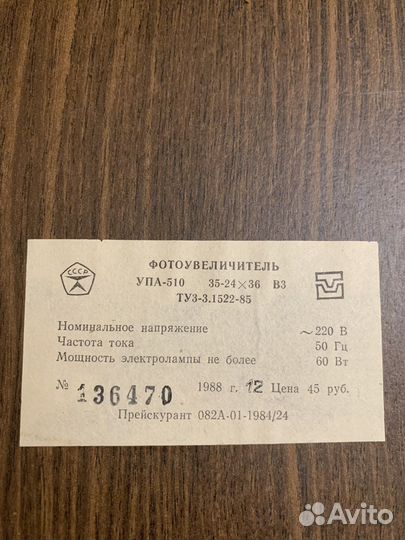 СССР
ФОТОУВЕЛИЧИТЕЛЬ
УПА-510 35-24×36 В3
ТУ3-3.1522-85
Номинальное напряжение ~220 В
Частота тока 50 Гц
Мощность электролампы не более 60 Вт
№ 136470 1988 г. 12 Цена 45 руб.
Прейскурант 082А-01-1984/24
Avito